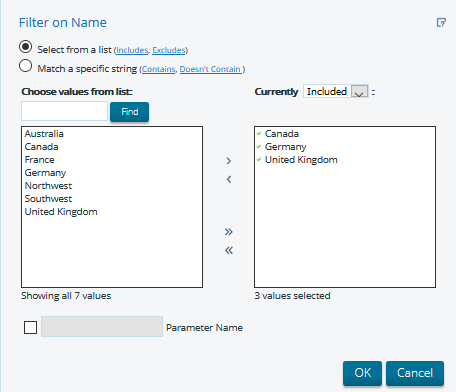 Filter on Name
Select from a list (Includes, Excludes)
Match a specific string (Contains, Doesn't Contain )
Choose values from list:
Currently Included :
Find
Australia
Canada
France
Germany
Northwest
Southwest
United Kingdom
Canada
Germany
United Kingdom
Showing all 7 values
3 values selected
Parameter Name
OK Cancel